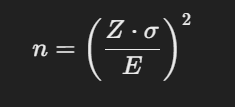 n = (Z · σ / E)²